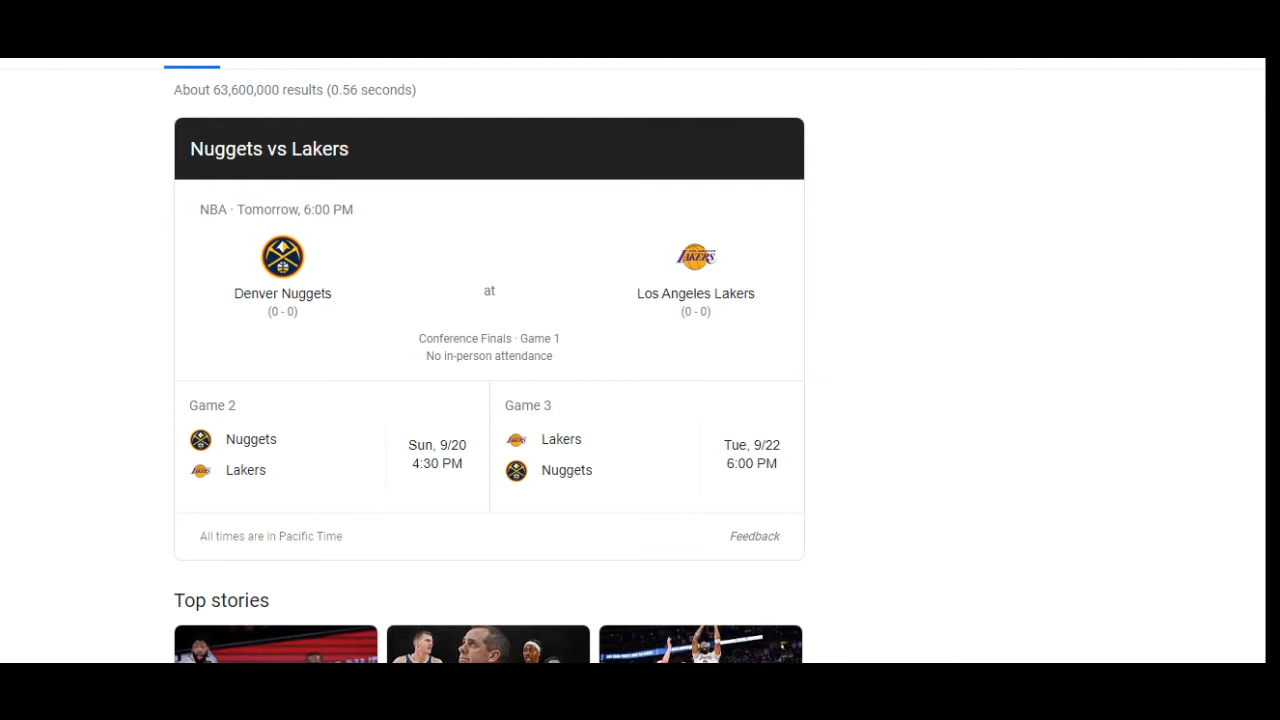 About 63,600,000 results (0.56 seconds)
Nuggets vs Lakers
NBA · Tomorrow, 6:00 PM
LAKERS
Denver Nuggets
at
Los Angeles Lakers
(0 - 0)
(0 - 0)
Conference Finals · Game 1
No in-person attendance
Game 2
Nuggets
Lakers
Sun, 9/20
4:30 PM
Game 3
Lakers
Nuggets
Tue, 9/22
6:00 PM
All times are in Pacific Time
Feedback
Top stories